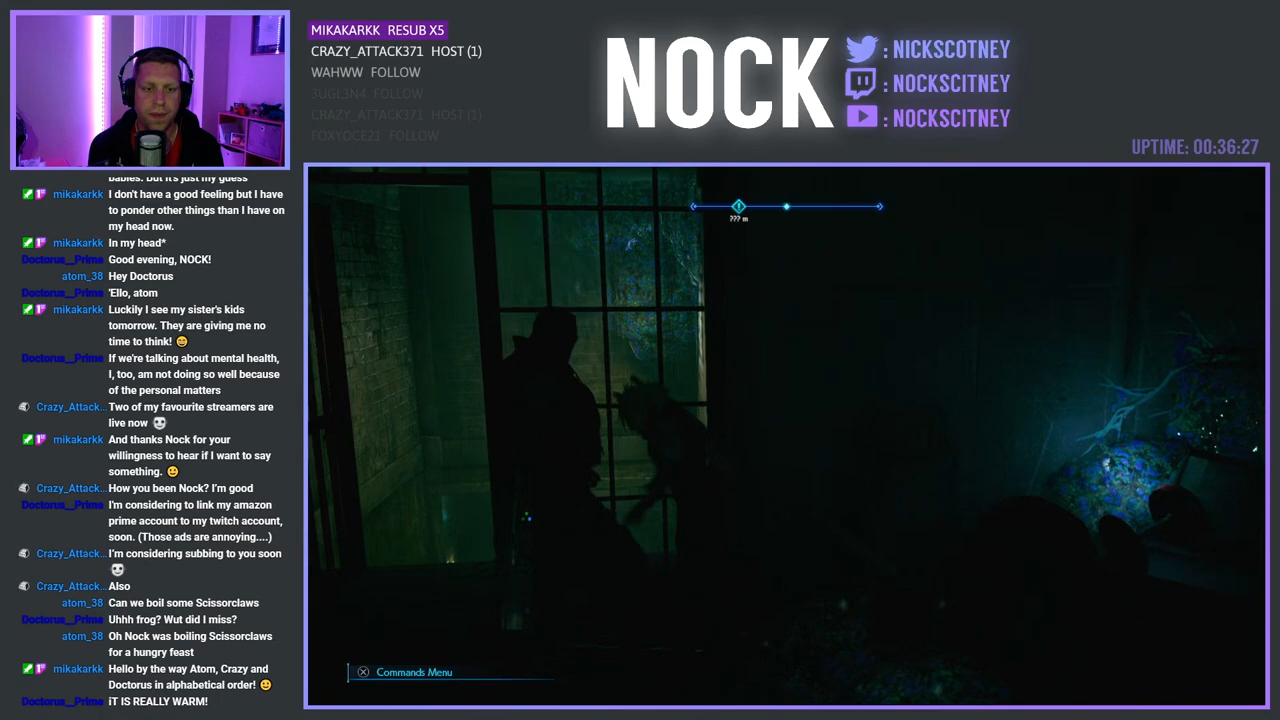 MIKAKARKK RESUB X5
CRAZY_ATTACK371 HOST (1)
WAHWW FOLLOW
3UGL3N4 FOLLOW
CRAZY_ATTACK371 HOST (1)
FOXYOCE21 FOLLOW
NOCK
: NICKSCOTNEY
: NOCKSCITNEY
: NOCKSCITNEY
UPTIME: 00:36:27
babies. But it's just my guess
mikakarkk I don't have a good feeling but I have
to ponder other things than I have on
my head now.
mikakarkk In my head*
Doctorus__Prime Good evening, NOCK!
atom_38 Hey Doctorus
Doctorus__Prime 'Ello, atom
mikakarkk Luckily I see my sister's kids
tomorrow. They are giving me no
time to think! 😄
Doctorus__Prime If we're talking about mental health,
I, too, am not doing so well because
of the personal matters
Crazy_Attack... Two of my favourite streamers are
live now
mikakarkk And thanks Nock for your
willingness to hear if I want to say
something. 🙂
Crazy_Attack... How you been Nock? I'm good
Doctorus__Prime I'm considering to link my amazon
prime account to my twitch account,
soon. (Those ads are annoying....)
Crazy_Attack... I'm considering subbing to you soon
Crazy_Attack... Also
atom_38 Can we boil some Scissorclaws
Doctorus__Prime Uhhh frog? Wut did I miss?
atom_38 Oh Nock was boiling Scissorclaws
for a hungry feast
mikakarkk Hello by the way Atom, Crazy and
Doctorus in alphabetical order! 🙂
Doctorus__Prime iT IS REALLY WARM!
??? m
Commands Menu